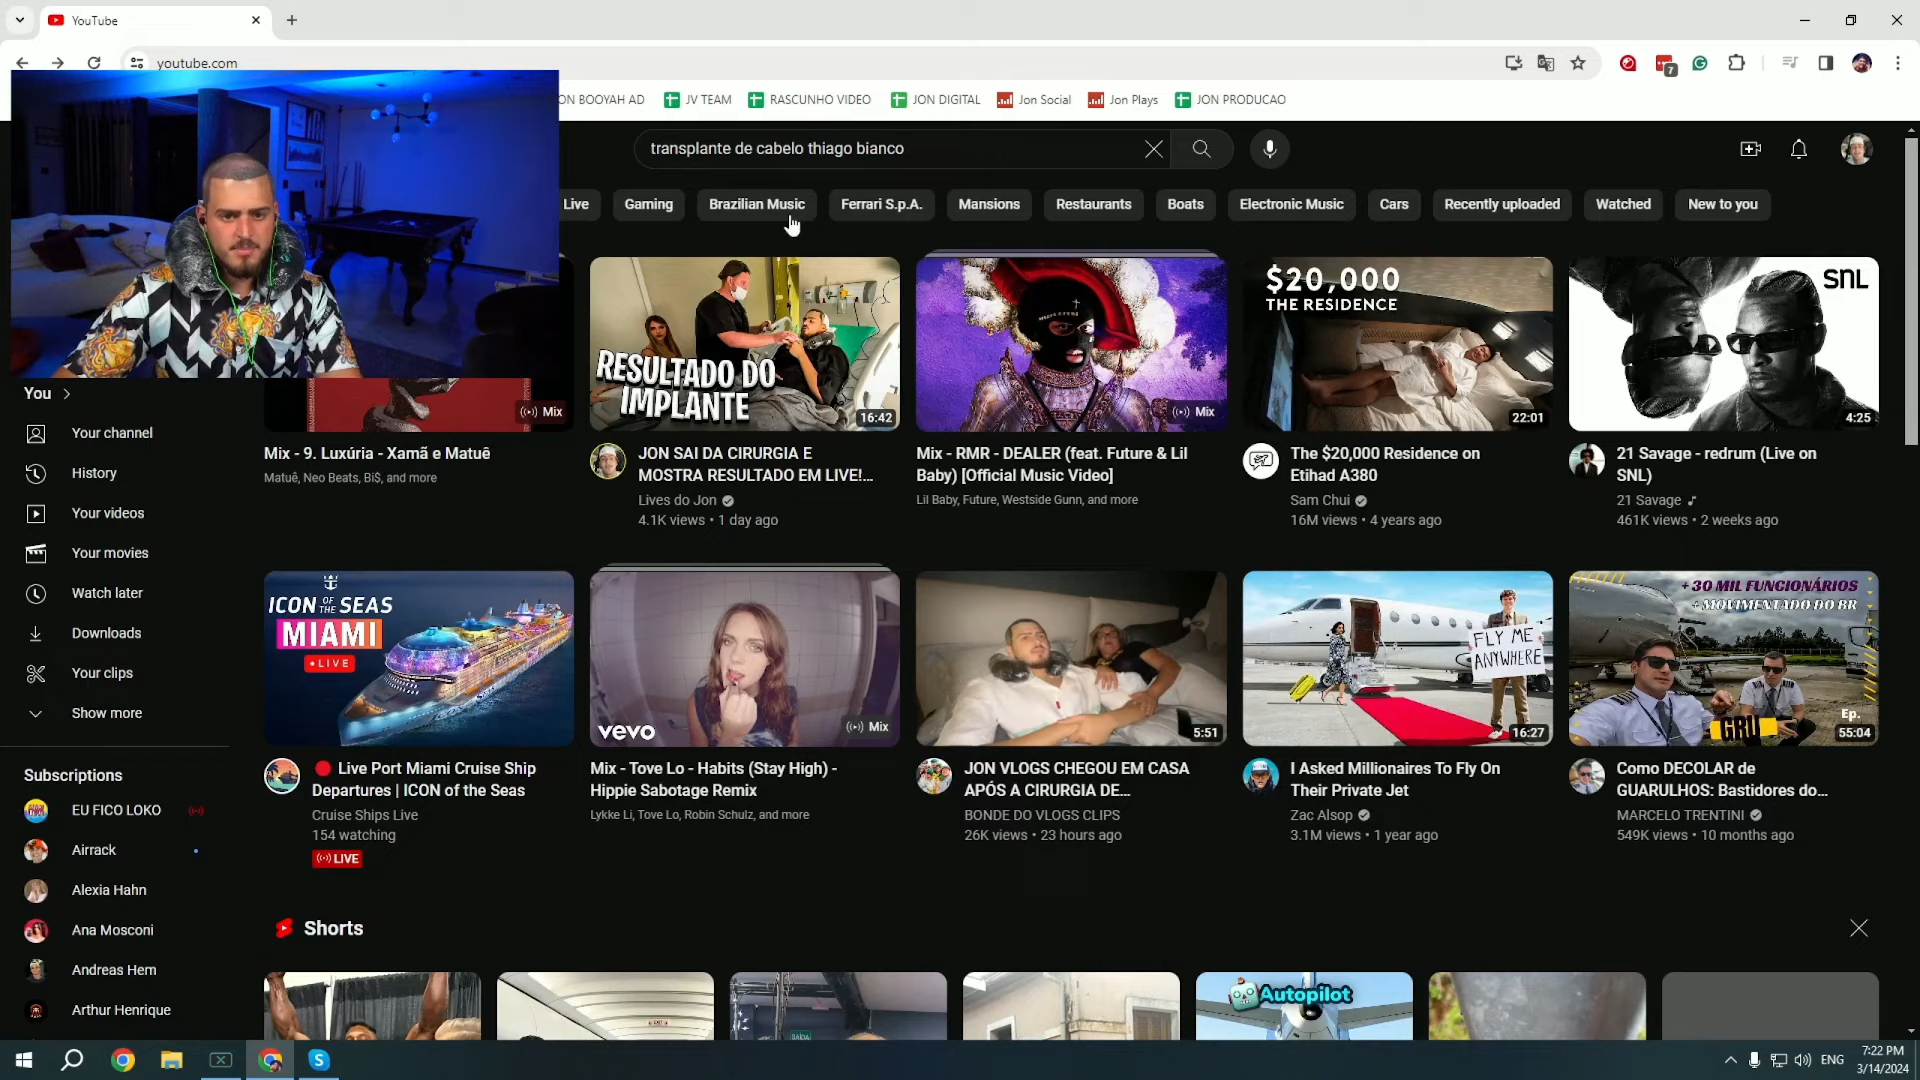 YouTube
youtube.com
ON BOOYAH AD
JV TEAM
RASCUNHO VIDEO
JON DIGITAL
Jon Social
Jon Plays
JON PRODUCAO
7
transplante de cabelo thiago bianco
Live
Gaming
Brazilian Music
Ferrari S.p.A.
Mansions
Restaurants
Boats
Electronic Music
Cars
Recently uploaded
Watched
New to you
You
Your channel
History
Your videos
Your movies
Watch later
Downloads
Your clips
Show more
Subscriptions
EU FICO LOKO
Airrack
Alexia Hahn
Ana Mosconi
Andreas Hem
Arthur Henrique
Mix
Mix - 9. Luxúria - Xamã e Matuê
Matuê, Neo Beats, Bi$, and more
RESULTADO DO
IMPLANTE
16:42
JON SAI DA CIRURGIA E
MOSTRA RESULTADO EM LIVE!...
Lives do Jon
4.1K views • 1 day ago
Mix
Mix - RMR - DEALER (feat. Future & Lil
Baby) [Official Music Video]
Lil Baby, Future, Westside Gunn, and more
$20,000
THE RESIDENCE
22:01
The $20,000 Residence on
Etihad A380
Sam Chui
16M views • 4 years ago
SNL
4:25
21 Savage - redrum (Live on
SNL)
21 Savage
461K views • 2 weeks ago
ICON OF THE SEAS
MIAMI
LIVE
Live Port Miami Cruise Ship
Departures | ICON of the Seas
Cruise Ships Live
154 watching
LIVE
vevo
Mix
Mix - Tove Lo - Habits (Stay High) -
Hippie Sabotage Remix
Lykke Li, Tove Lo, Robin Schulz, and more
5:51
JON VLOGS CHEGOU EM CASA
APÓS A CIRURGIA DE...
BONDE DO VLOGS CLIPS
26K views • 23 hours ago
FLY ME
ANYWHERE
16:27
I Asked Millionaires To Fly On
Their Private Jet
Zac Alsop
3.1M views • 1 year ago
+ 30 MIL FUNCIONÁRIOS
+ MOVIMENTADO DO BR
GRU
Ep.
55:04
Como DECOLAR de
GUARULHOS: Bastidores do...
MARCELO TRENTINI
549K views • 10 months ago
Shorts
Autopilot
ENG
7:22 PM
3/14/2024